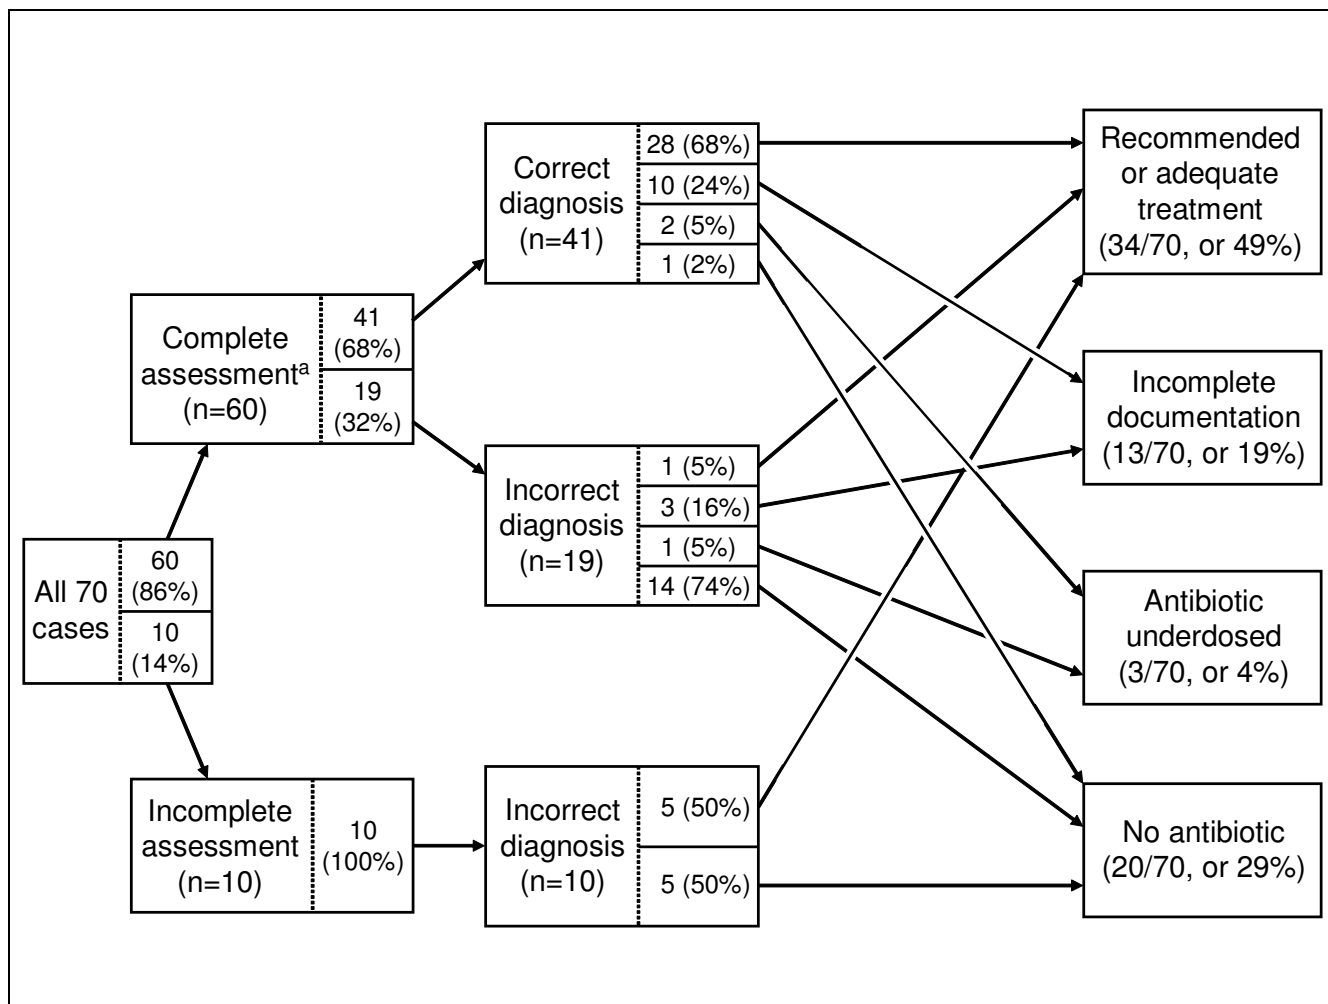 All 70
cases
60
(86%)
10
(14%)
Complete
assessmentª
(n=60)
41
(68%)
19
(32%)
Incomplete
assessment
(n=10)
10
(100%)
Correct
diagnosis
(n=41)
28 (68%)
10 (24%)
2 (5%)
1 (2%)
Incorrect
diagnosis
(n=19)
1 (5%)
3 (16%)
1 (5%)
14 (74%)
Incorrect
diagnosis
(n=10)
5 (50%)
5 (50%)
Recommended
or adequate
treatment
(34/70, or 49%)
Incomplete
documentation
(13/70, or 19%)
Antibiotic
underdosed
(3/70, or 4%)
No antibiotic
(20/70, or 29%)